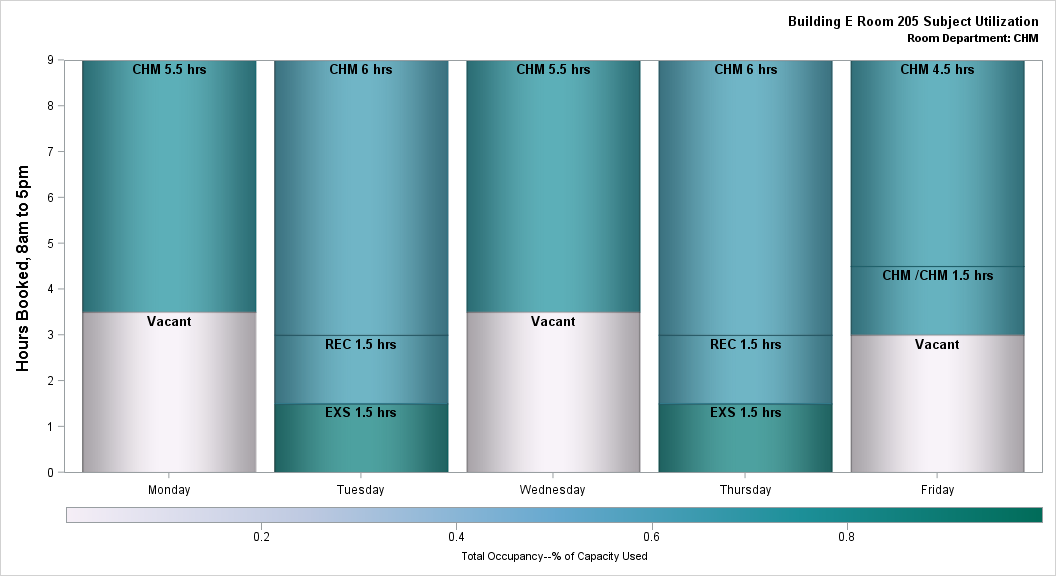 Building E Room 205 Subject Utilization
Room Department: CHM
Hours Booked, 8am to 5pm
9
8
7
6
5
4
3
2
1
0
CHM 5.5 hrs
Vacant
CHM 6 hrs
REC 1.5 hrs
EXS 1.5 hrs
CHM 5.5 hrs
Vacant
CHM 6 hrs
REC 1.5 hrs
EXS 1.5 hrs
CHM 4.5 hrs
CHM /CHM 1.5 hrs
Vacant
Monday Tuesday Wednesday Thursday Friday
0.2 0.4 0.6 0.8
Total Occupancy--% of Capacity Used